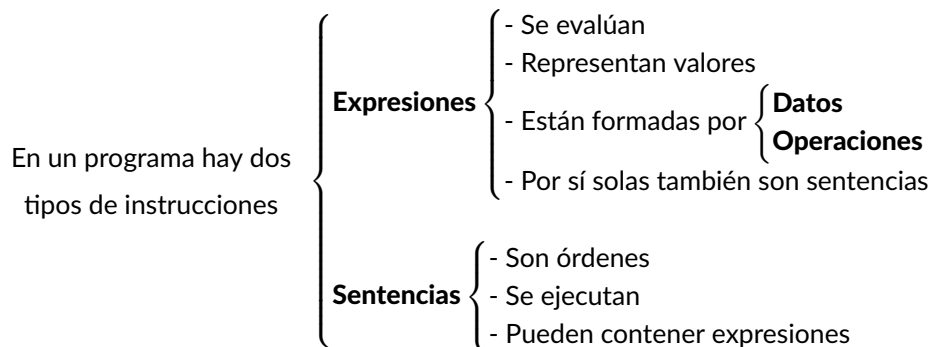 En un programa hay dos
tipos de instrucciones
Expresiones
- Se evalúan
- Representan valores
- Están formadas por
Datos
Operaciones
- Por sí solas también son sentencias
Sentencias
- Son órdenes
- Se ejecutan
- Pueden contener expresiones